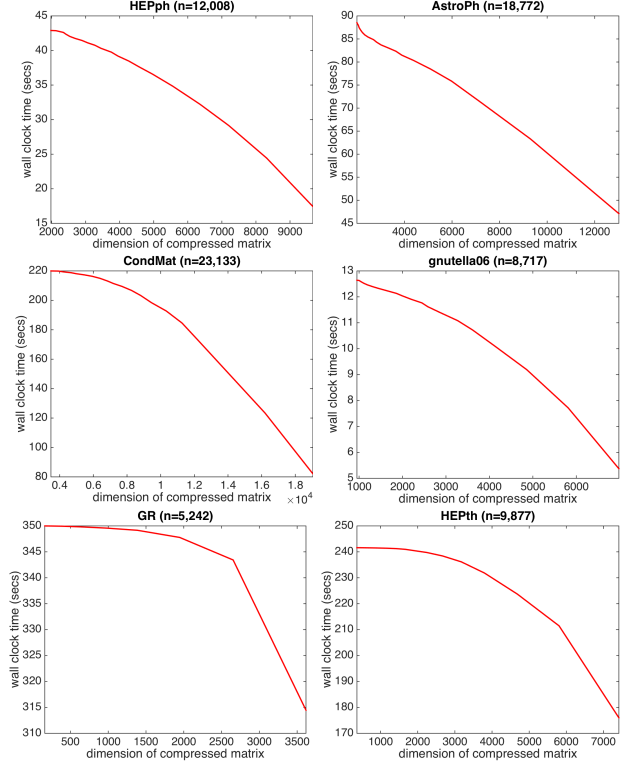 HEPph (n=12,008)
wall clock time (secs)
45
40
35
30
25
20
15
2000 3000 4000 5000 6000 7000 8000 9000
dimension of compressed matrix
AstroPh (n=18,772)
wall clock time (secs)
90
85
80
75
70
65
60
55
50
45
4000 6000 8000 10000 12000
dimension of compressed matrix
CondMat (n=23,133)
wall clock time (secs)
220
200
180
160
140
120
100
80
0.4 0.6 0.8 1 1.2 1.4 1.6 1.8
dimension of compressed matrix
×10⁴
gnutella06 (n=8,717)
wall clock time (secs)
13
12
11
10
9
8
7
6
5
1000 2000 3000 4000 5000 6000
dimension of compressed matrix
GR (n=5,242)
wall clock time (secs)
350
345
340
335
330
325
320
315
310
500 1000 1500 2000 2500 3000 3500
dimension of compressed matrix
HEPth (n=9,877)
wall clock time (secs)
250
240
230
220
210
200
190
180
170
1000 2000 3000 4000 5000 6000 7000
dimension of compressed matrix